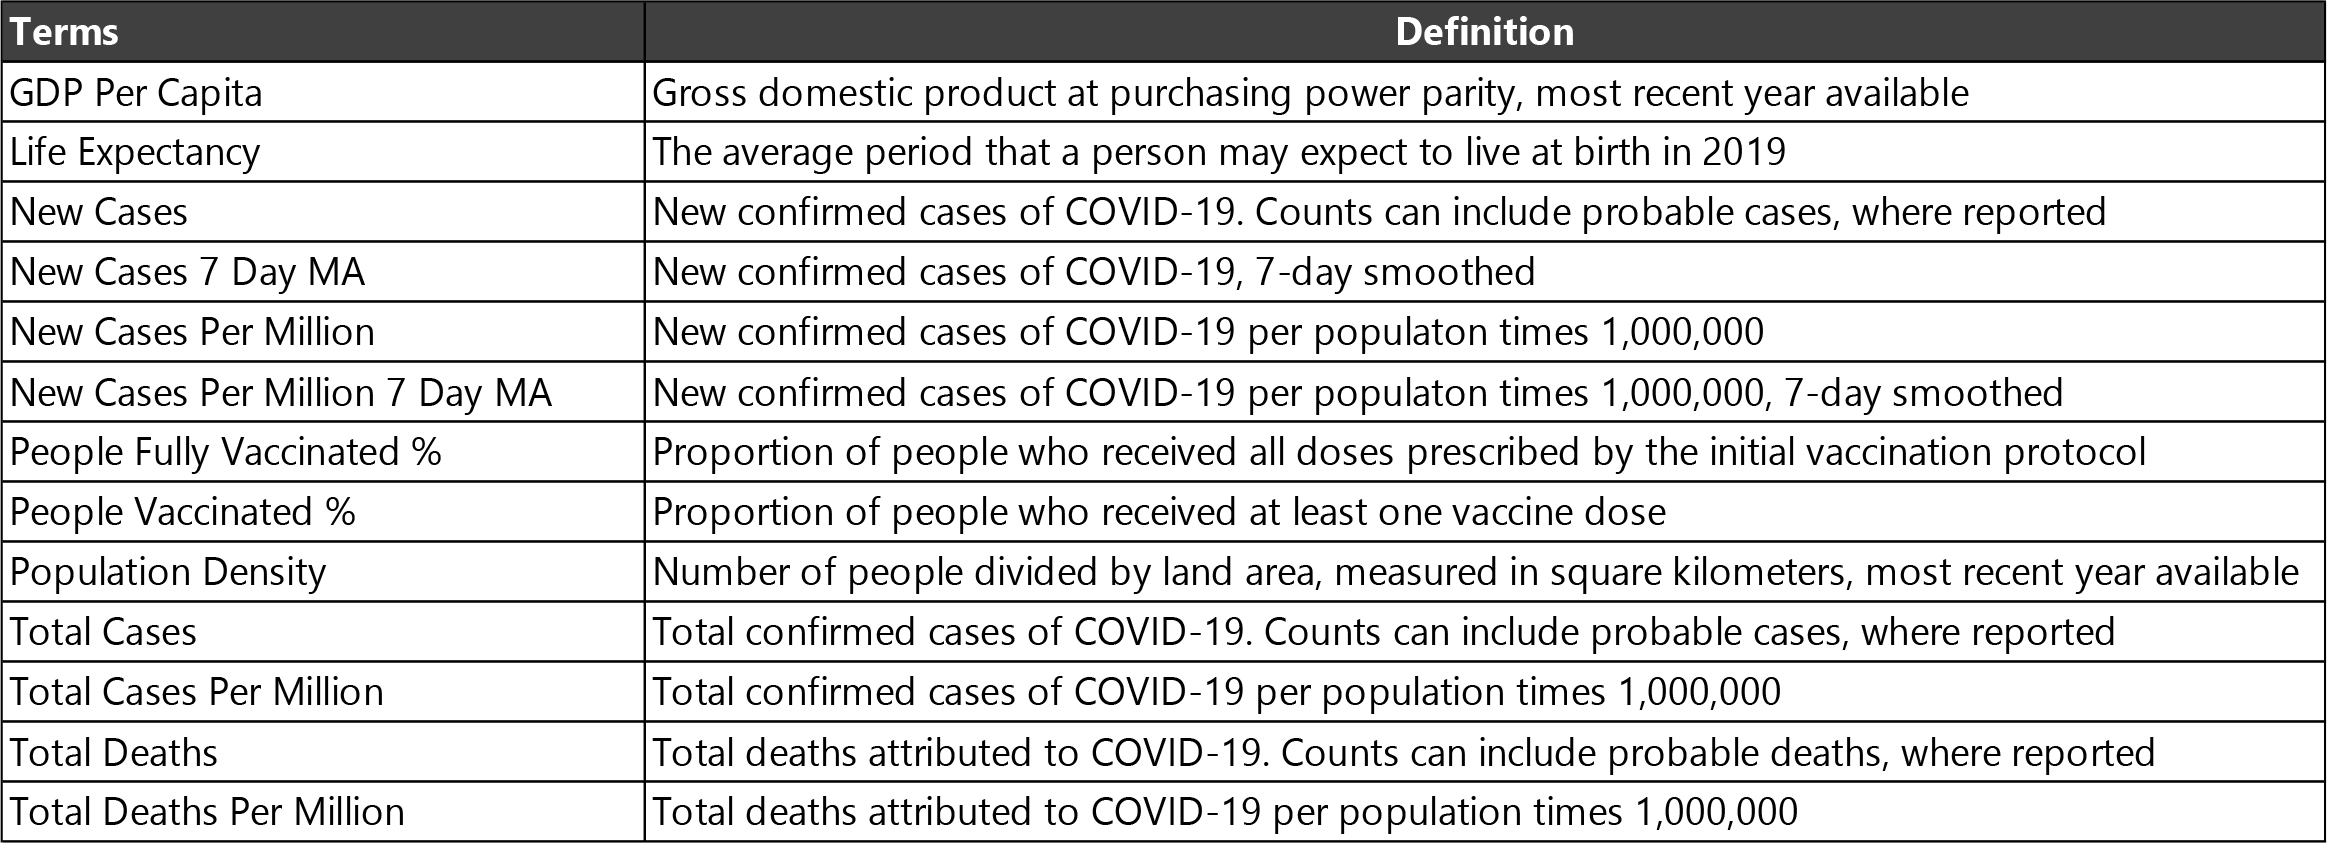 Terms Definition
GDP Per Capita Gross domestic product at purchasing power parity, most recent year available
Life Expectancy The average period that a person may expect to live at birth in 2019
New Cases New confirmed cases of COVID-19. Counts can include probable cases, where reported
New Cases 7 Day MA New confirmed cases of COVID-19, 7-day smoothed
New Cases Per Million New confirmed cases of COVID-19 per populaton times 1,000,000
New Cases Per Million 7 Day MA New confirmed cases of COVID-19 per populaton times 1,000,000, 7-day smoothed
People Fully Vaccinated % Proportion of people who received all doses prescribed by the initial vaccination protocol
People Vaccinated % Proportion of people who received at least one vaccine dose
Population Density Number of people divided by land area, measured in square kilometers, most recent year available
Total Cases Total confirmed cases of COVID-19. Counts can include probable cases, where reported
Total Cases Per Million Total confirmed cases of COVID-19 per population times 1,000,000
Total Deaths Total deaths attributed to COVID-19. Counts can include probable deaths, where reported
Total Deaths Per Million Total deaths attributed to COVID-19 per population times 1,000,000